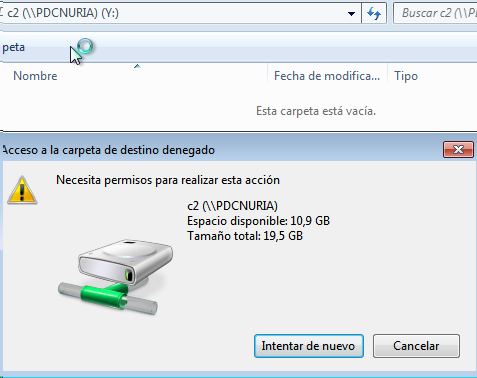 c2 (\\PDCNURIA) (Y:)
Buscar c2 (\\P
peta
Nombre
Fecha de modifica...
Tipo
Esta carpeta está vacía.
Acceso a la carpeta de destino denegado
Necesita permisos para realizar esta acción
c2 (\\PDCNURIA)
Espacio disponible: 10,9 GB
Tamaño total: 19,5 GB
Intentar de nuevo
Cancelar